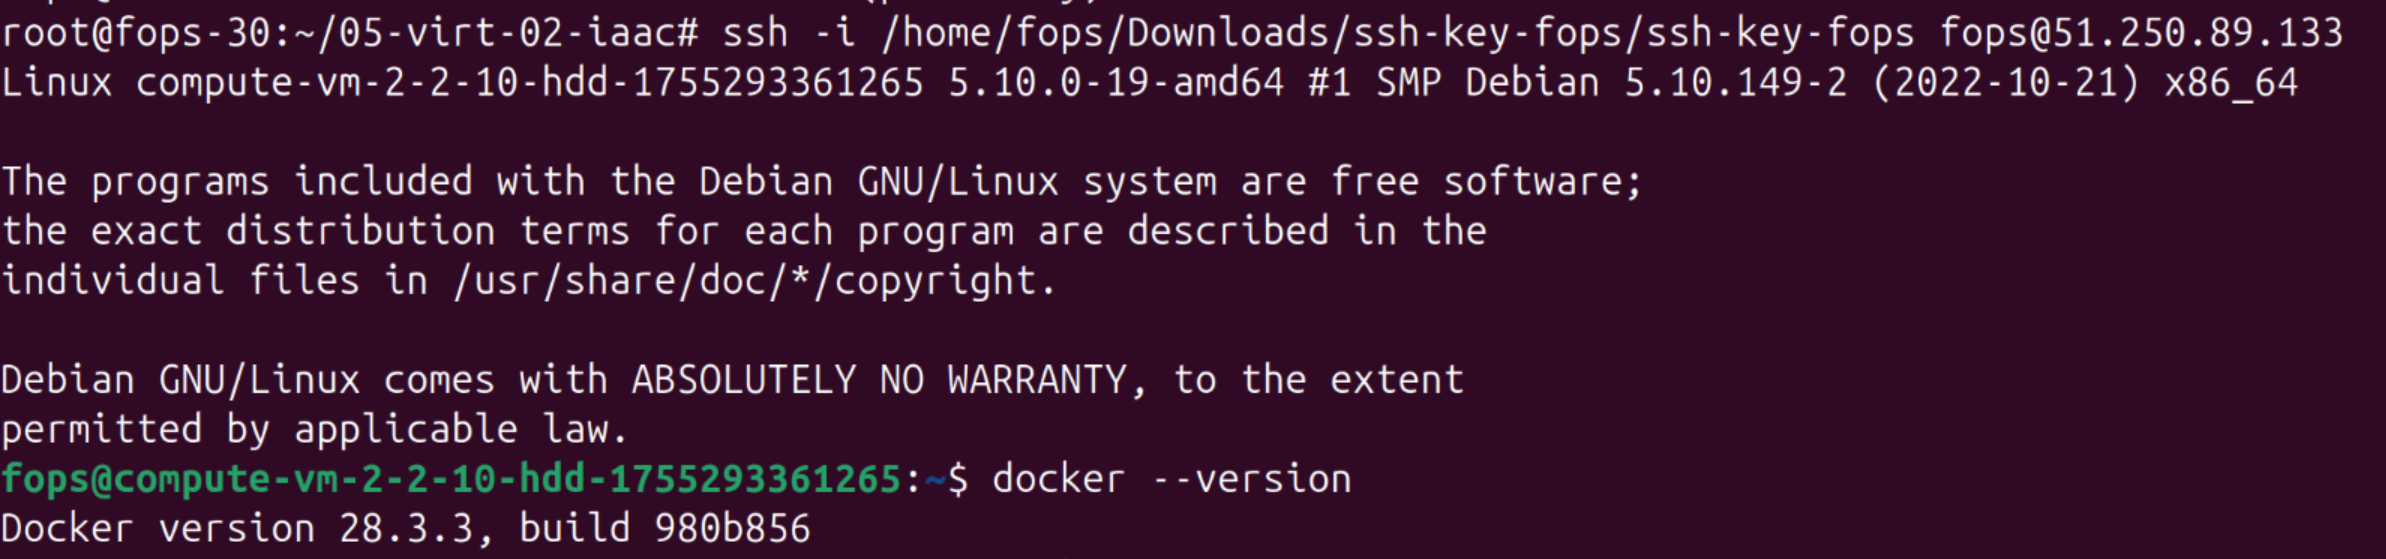 root@fops-30:~/05-virt-02-iaac# ssh -i /home/fops/Downloads/ssh-key-fops/ssh-key-fops fops@51.250.89.133
Linux compute-vm-2-2-10-hdd-1755293361265 5.10.0-19-amd64 #1 SMP Debian 5.10.149-2 (2022-10-21) x86_64

The programs included with the Debian GNU/Linux system are free software;
the exact distribution terms for each program are described in the
individual files in /usr/share/doc/*/copyright.

Debian GNU/Linux comes with ABSOLUTELY NO WARRANTY, to the extent
permitted by applicable law.
fops@compute-vm-2-2-10-hdd-1755293361265:~$ docker --version
Docker version 28.3.3, build 980b856